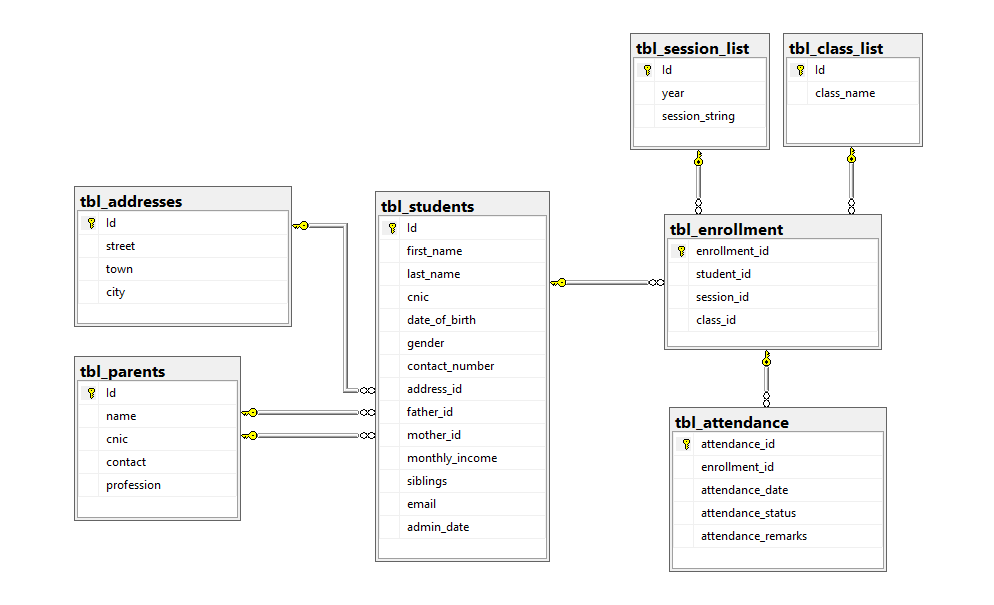 tbl_session_list
Id
year
session_string
tbl_class_list
Id
class_name
tbl_addresses
Id
street
town
city
tbl_students
Id
first_name
last_name
cnic
date_of_birth
gender
contact_number
address_id
father_id
mother_id
monthly_income
siblings
email
admin_date
tbl_enrollment
enrollment_id
student_id
session_id
class_id
tbl_parents
Id
name
cnic
contact
profession
tbl_attendance
attendance_id
enrollment_id
attendance_date
attendance_status
attendance_remarks